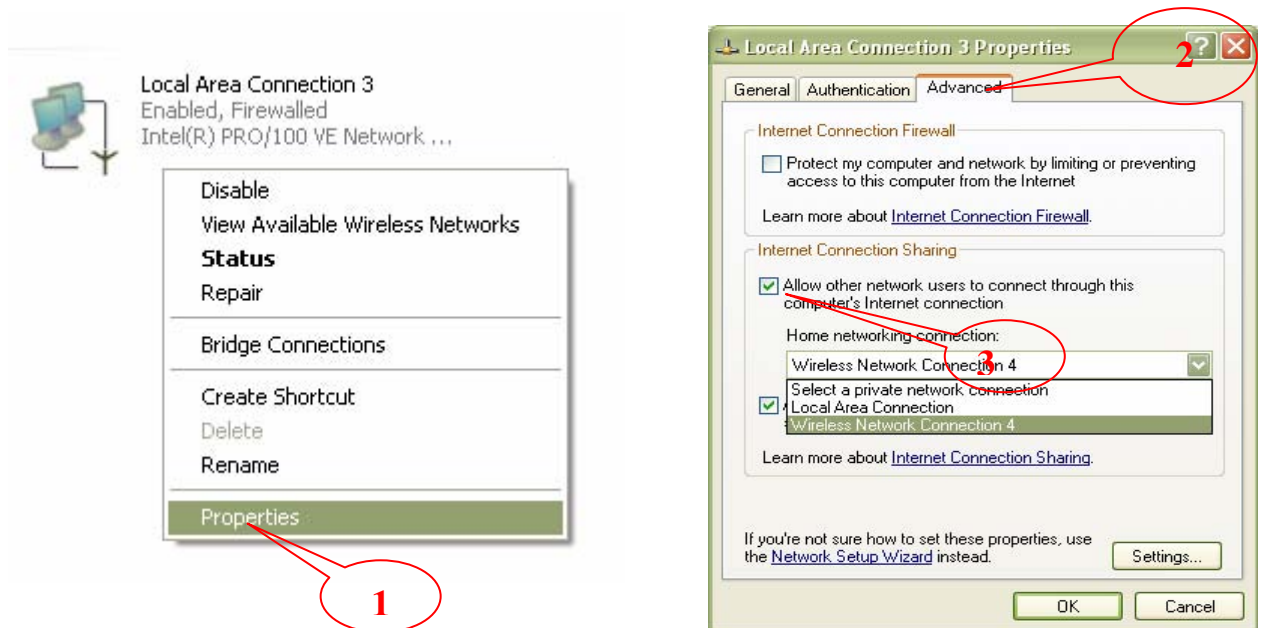 Local Area Connection 3
Enabled, Firewalled
Intel(R) PRO/100 VE Network ...
Disable
View Available Wireless Networks
Status
Repair
Bridge Connections
Create Shortcut
Delete
Rename
Properties
1
Local Area Connection 3 Properties
2
General Authentication Advanced
Internet Connection Firewall
Protect my computer and network by limiting or preventing
access to this computer from the Internet
Learn more about Internet Connection Firewall.
Internet Connection Sharing
Allow other network users to connect through this
computer's Internet connection
Home networking connection:
3
Wireless Network Connection 4
Select a private network connection
Local Area Connection
Wireless Network Connection 4
Learn more about Internet Connection Sharing.
If you're not sure how to set these properties, use
the Network Setup Wizard instead.
Settings...
OK Cancel